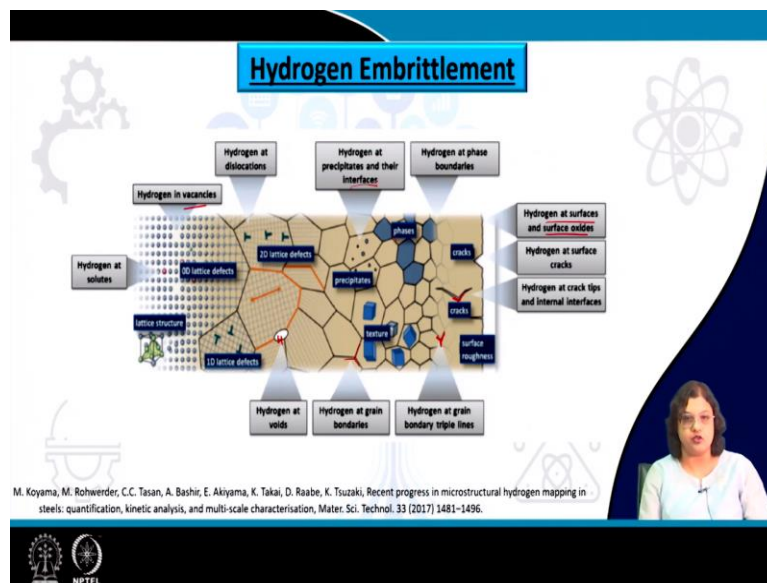 Hydrogen Embrittlement
Hydrogen at
dislocations
Hydrogen at
precipitates and their
interfaces
Hydrogen at phase
boundaries
Hydrogen in vacancies
Hydrogen at surfaces
and surface oxides
Hydrogen at surface
cracks
Hydrogen at crack tips
and internal interfaces
Hydrogen at
solutes
phases
cracks
2D lattice defects
0D lattice defects
precipitates
cracks
lattice structure
texture
surface
roughness
1D lattice defects
Hydrogen at
voids
Hydrogen at grain
bondaries
Hydrogen at grain
bondary triple lines
M. Koyama, M. Rohwerder, C.C. Tasan, A. Bashir, E. Akiyama, K. Takai, D. Raabe, K. Tsuzaki, Recent progress in microstructural hydrogen mapping in
steels: quantification, kinetic analysis, and multi-scale characterisation, Mater. Sci. Technol. 33 (2017) 1481–1496.
NPTEL